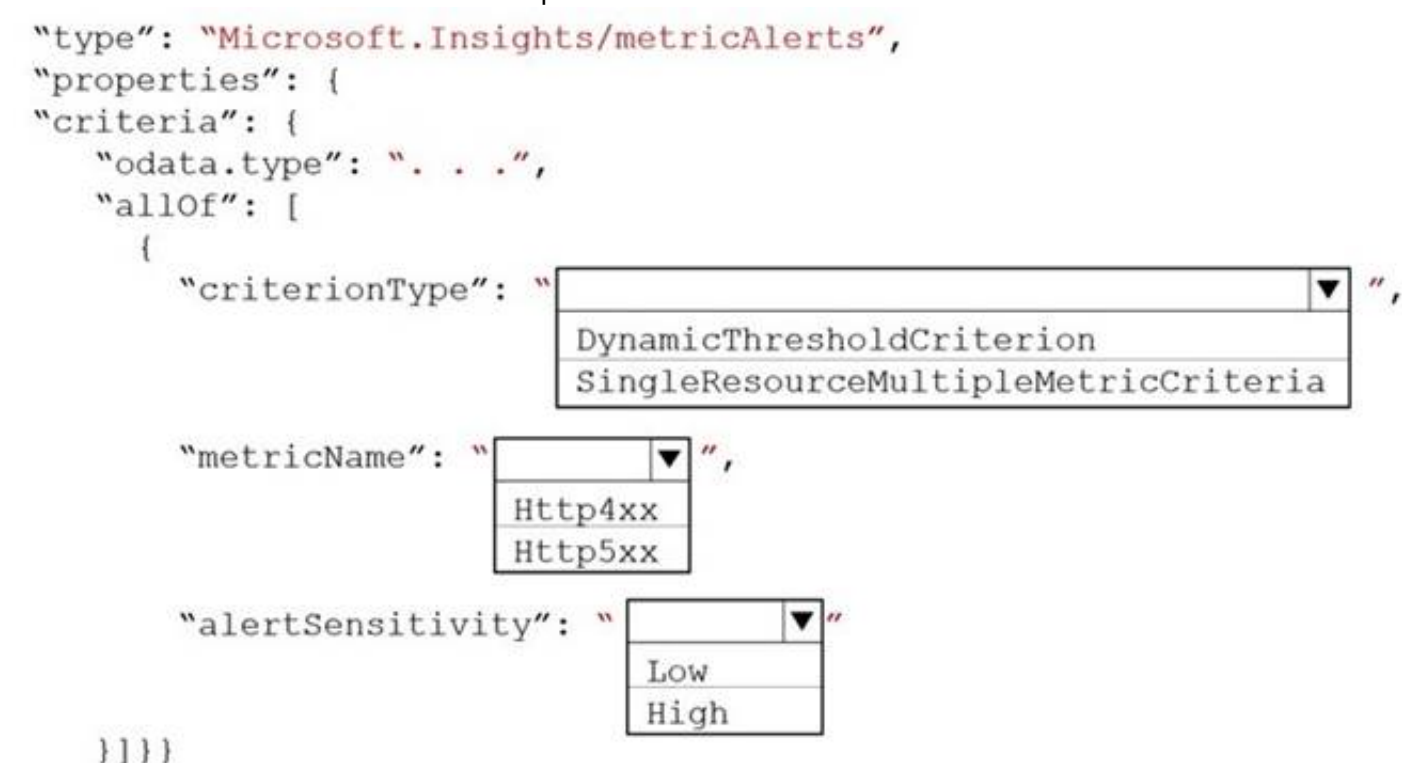 "type": "Microsoft.Insights/metricAlerts",
"properties": {
"criteria": {
"odata.type": ". . .",
"allOf": [
{
"criterionType": " ▼ ",
DynamicThresholdCriterion
SingleResourceMultipleMetricCriteria
"metricName": " ▼ ",
Http4xx
Http5xx
"alertSensitivity": " ▼ "
Low
High
}]}}